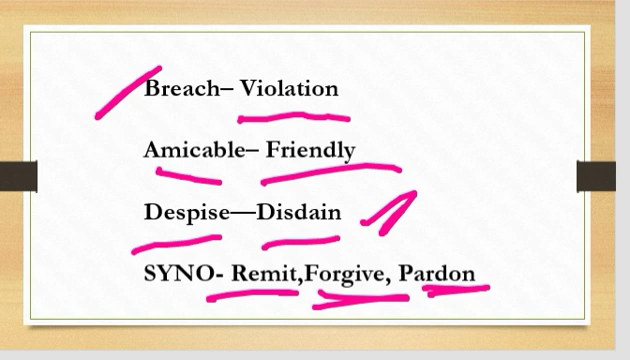 Breach– Violation
Amicable– Friendly
Despise—Disdain
SYNO- Remit,Forgive, Pardon